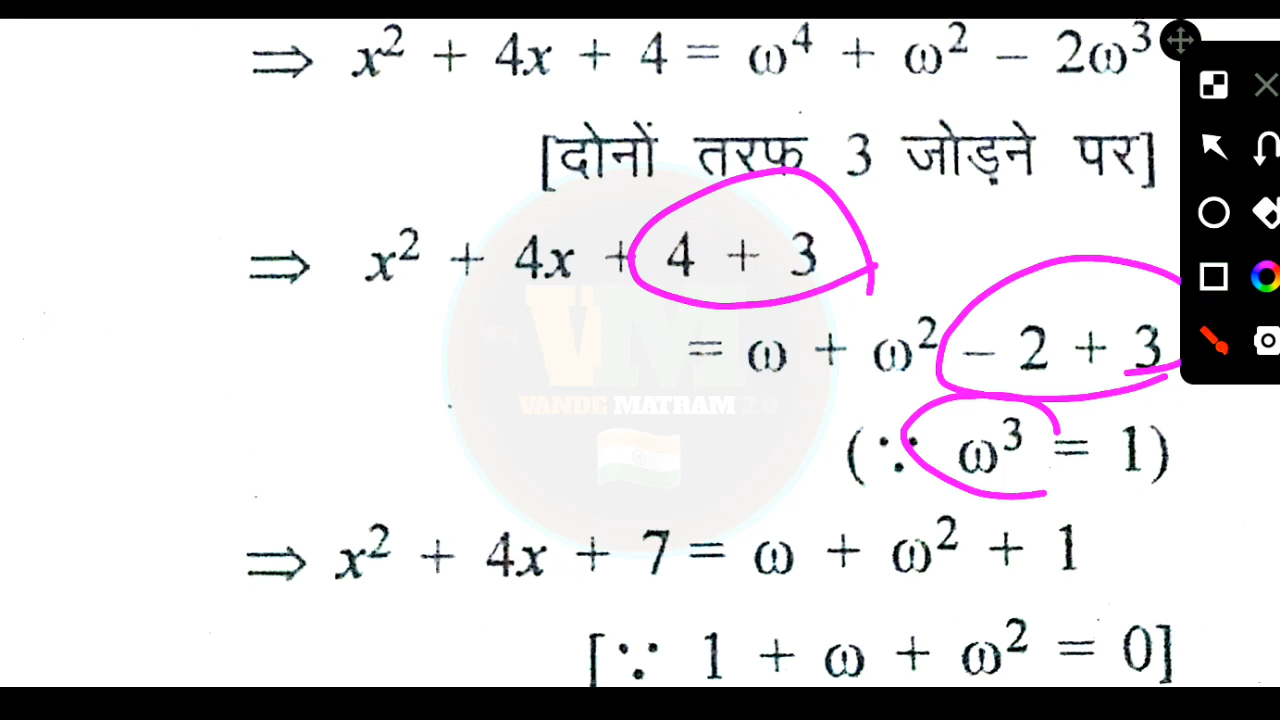 ⇒ x² + 4x + 4 = ω⁴ + ω² − 2ω³
[दोनों तरफ 3 जोड़ने पर]
⇒ x² + 4x + 4 + 3
= ω + ω² − 2 + 3
VANDE MATRAM
(∵ ω³ = 1)
⇒ x² + 4x + 7 = ω + ω² + 1
[∵ 1 + ω + ω² = 0]